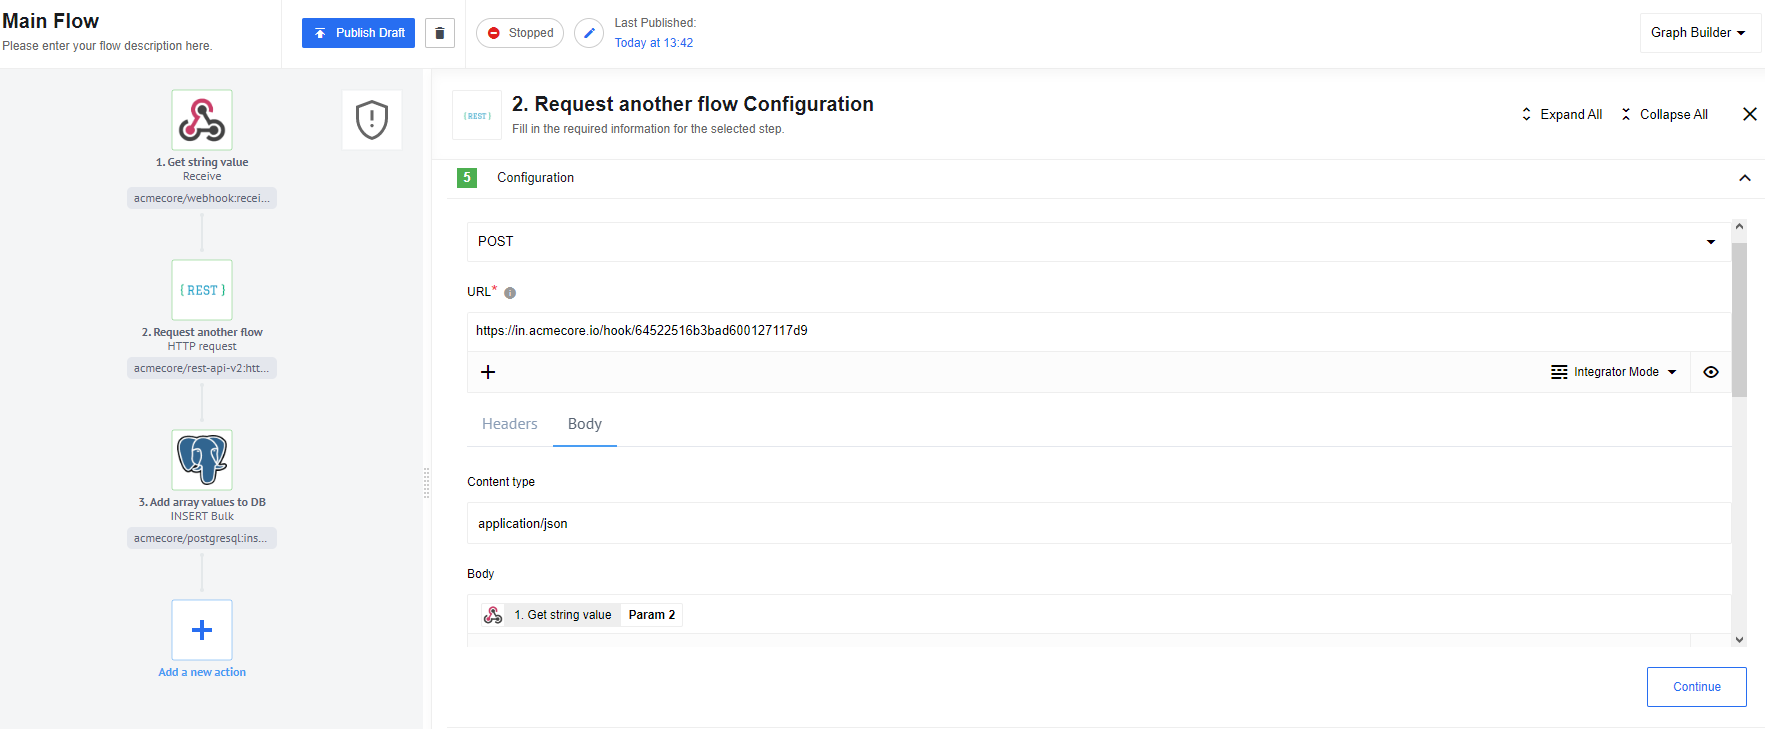 Main Flow
Please enter your flow description here.
Publish Draft
Stopped
Last Published:
Today at 13:42
Graph Builder
1. Get string value
Receive
acmecore/webhook:recei...
{ REST }
2. Request another flow
HTTP request
acmecore/rest-api-v2:htt...
3. Add array values to DB
INSERT Bulk
acmecore/postgresql:ins...
Add a new action
{ REST }
2. Request another flow Configuration
Fill in the required information for the selected step.
Expand All
Collapse All
5 Configuration
POST
URL*
https://in.acmecore.io/hook/64522516b3bad600127117d9
Integrator Mode
Headers Body
Content type
application/json
Body
1. Get string value Param 2
Continue